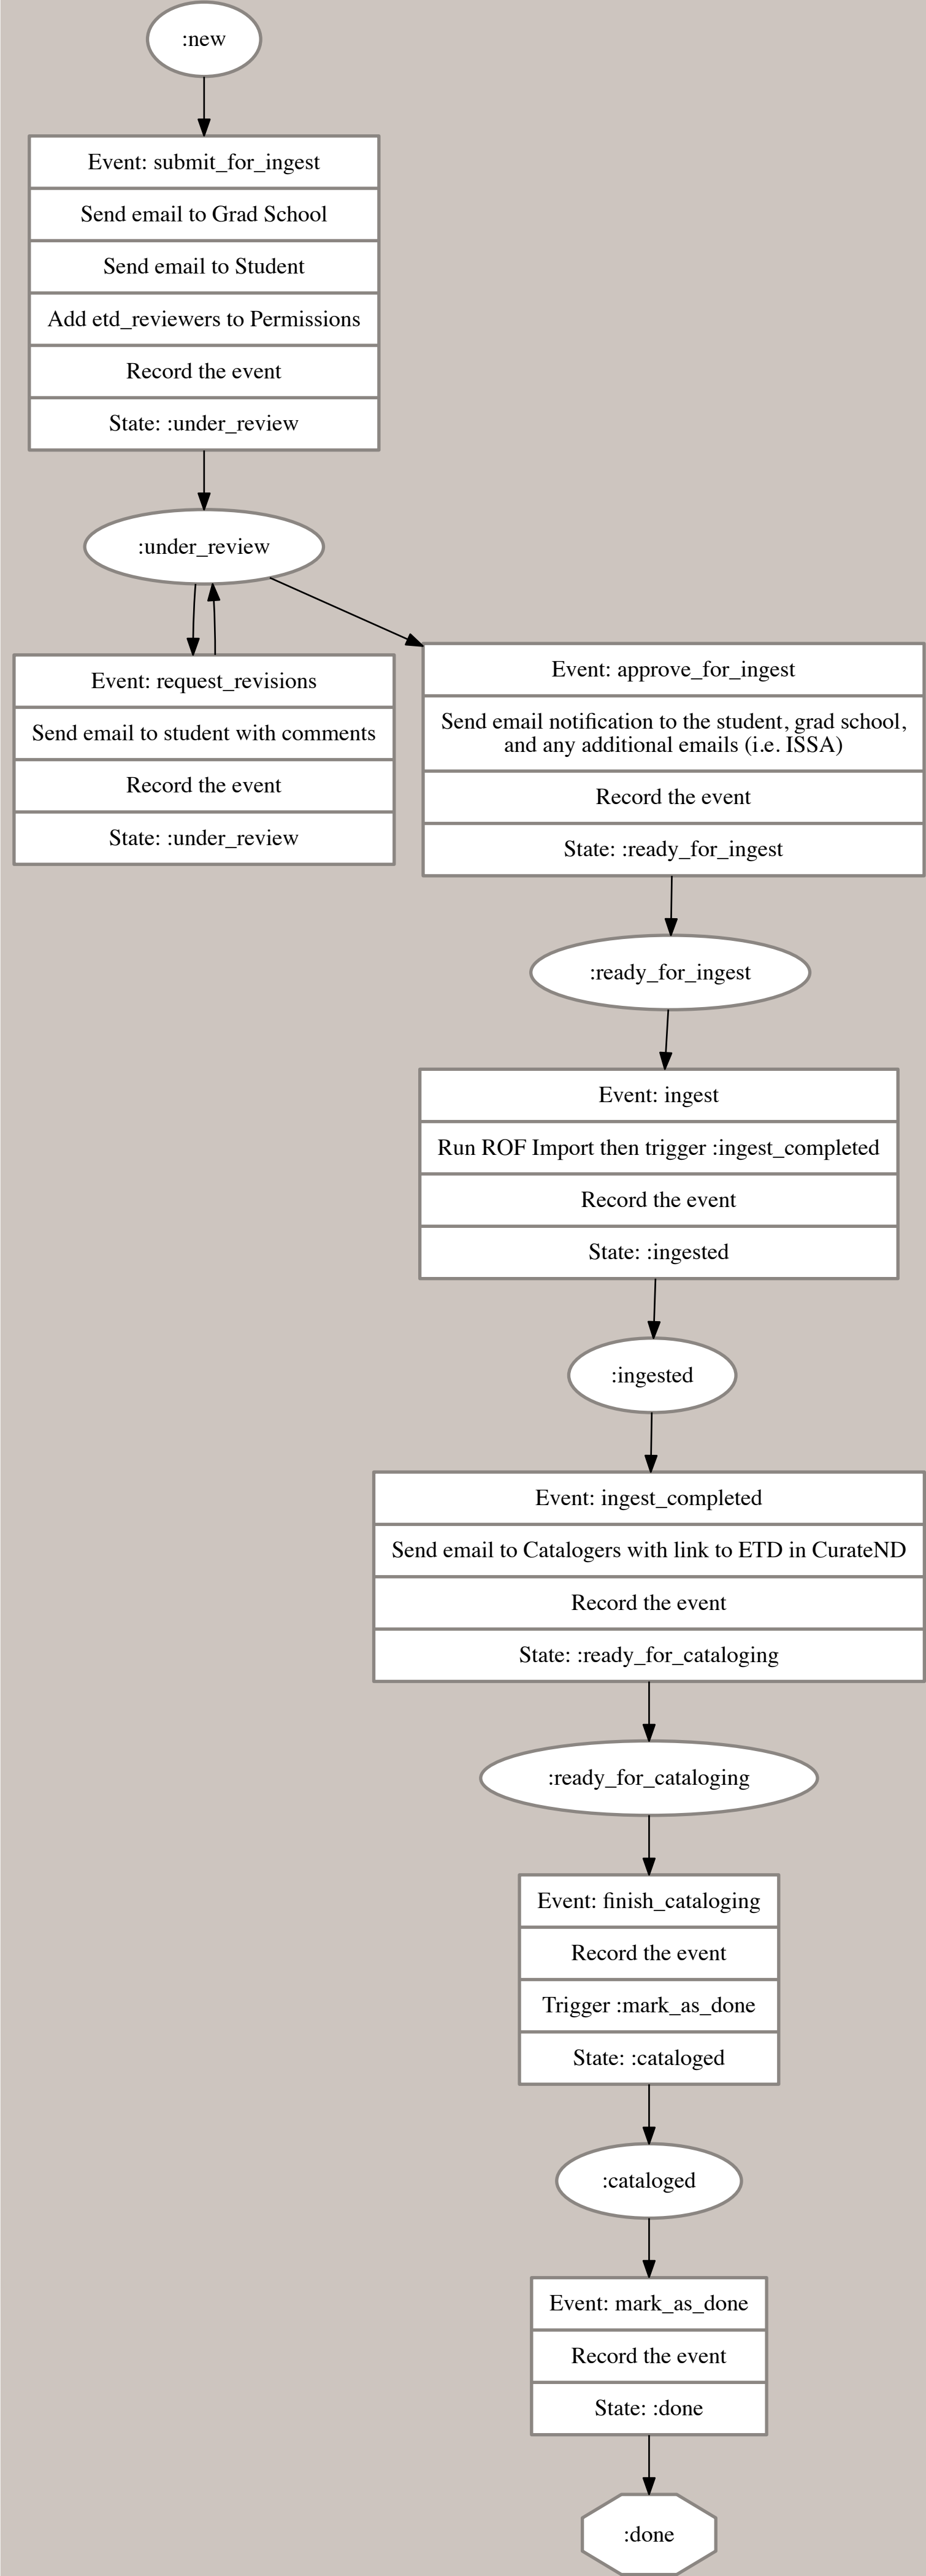 :new
Event: submit_for_ingest
Send email to Grad School
Send email to Student
Add etd_reviewers to Permissions
Record the event
State: :under_review
:under_review
Event: request_revisions
Send email to student with comments
Record the event
State: :under_review
Event: approve_for_ingest
Send email notification to the student, grad school,
and any additional emails (i.e. ISSA)
Record the event
State: :ready_for_ingest
:ready_for_ingest
Event: ingest
Run ROF Import then trigger :ingest_completed
Record the event
State: :ingested
:ingested
Event: ingest_completed
Send email to Catalogers with link to ETD in CurateND
Record the event
State: :ready_for_cataloging
:ready_for_cataloging
Event: finish_cataloging
Record the event
Trigger :mark_as_done
State: :cataloged
:cataloged
Event: mark_as_done
Record the event
State: :done
:done